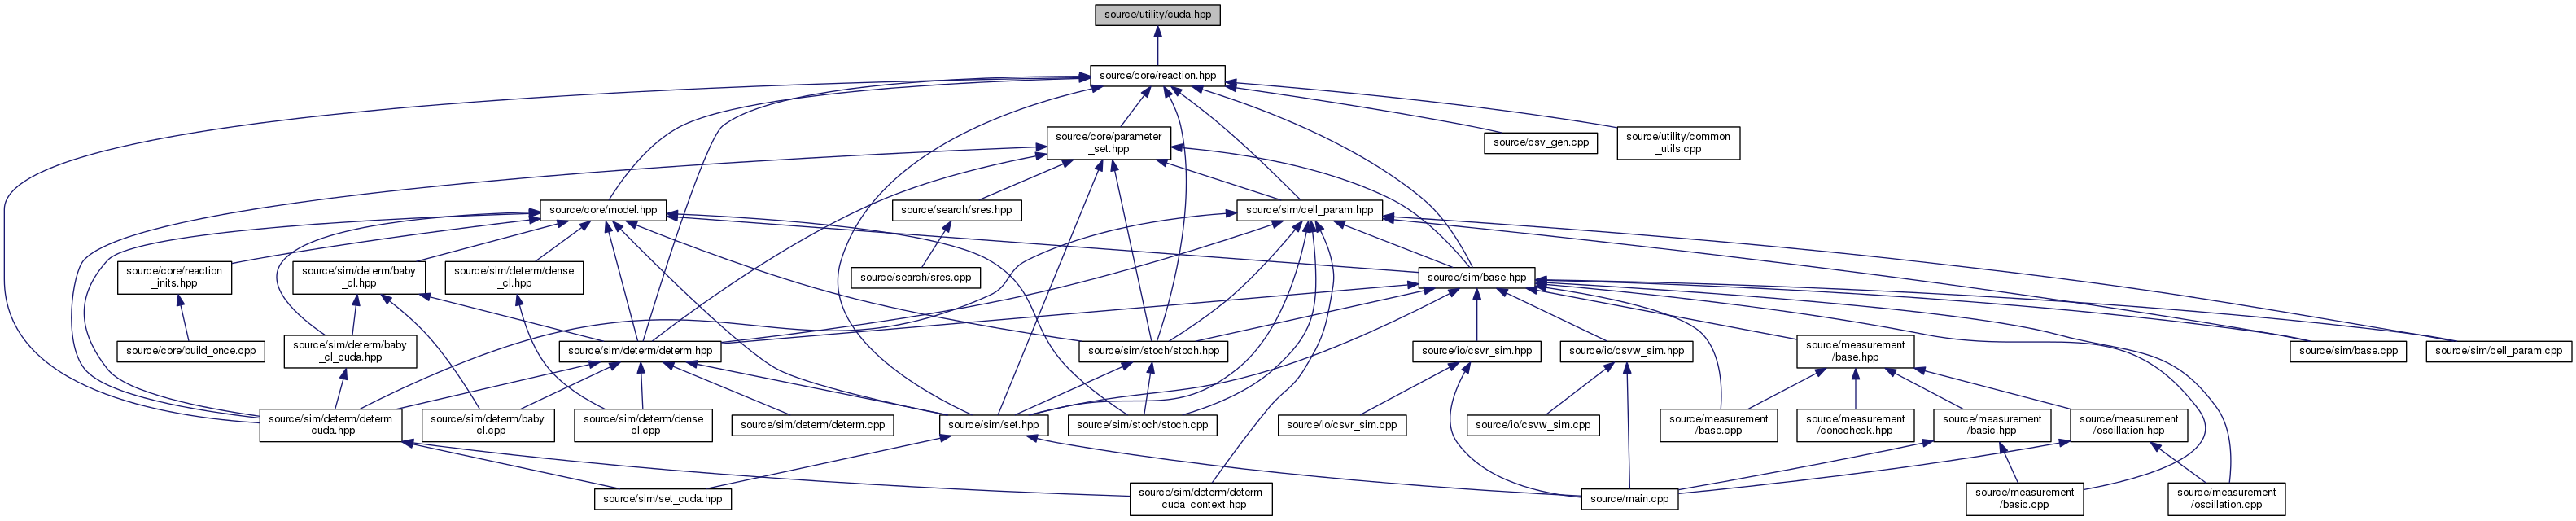 source/utility/cuda.hpp
source/core/reaction.hpp
source/core/parameter
_set.hpp
source/csv_gen.cpp
source/utility/common
_utils.cpp
source/core/model.hpp
source/search/sres.hpp
source/sim/cell_param.hpp
source/core/reaction
_inits.hpp
source/sim/determ/baby
_cl.hpp
source/sim/determ/dense
_cl.hpp
source/search/sres.cpp
source/sim/base.hpp
source/core/build_once.cpp
source/sim/determ/baby
_cl_cuda.hpp
source/sim/determ/determ.hpp
source/sim/stoch/stoch.hpp
source/io/csvr_sim.hpp
source/io/csvw_sim.hpp
source/measurement
/base.hpp
source/sim/base.cpp
source/sim/cell_param.cpp
source/sim/determ/determ
_cuda.hpp
source/sim/determ/baby
_cl.cpp
source/sim/determ/dense
_cl.cpp
source/sim/determ/determ.cpp
source/sim/set.hpp
source/sim/stoch/stoch.cpp
source/io/csvr_sim.cpp
source/io/csvw_sim.cpp
source/measurement
/base.cpp
source/measurement
/conccheck.hpp
source/measurement
/basic.hpp
source/measurement
/oscillation.hpp
source/sim/set_cuda.hpp
source/sim/determ/determ
_cuda_context.hpp
source/main.cpp
source/measurement
/basic.cpp
source/measurement
/oscillation.cpp